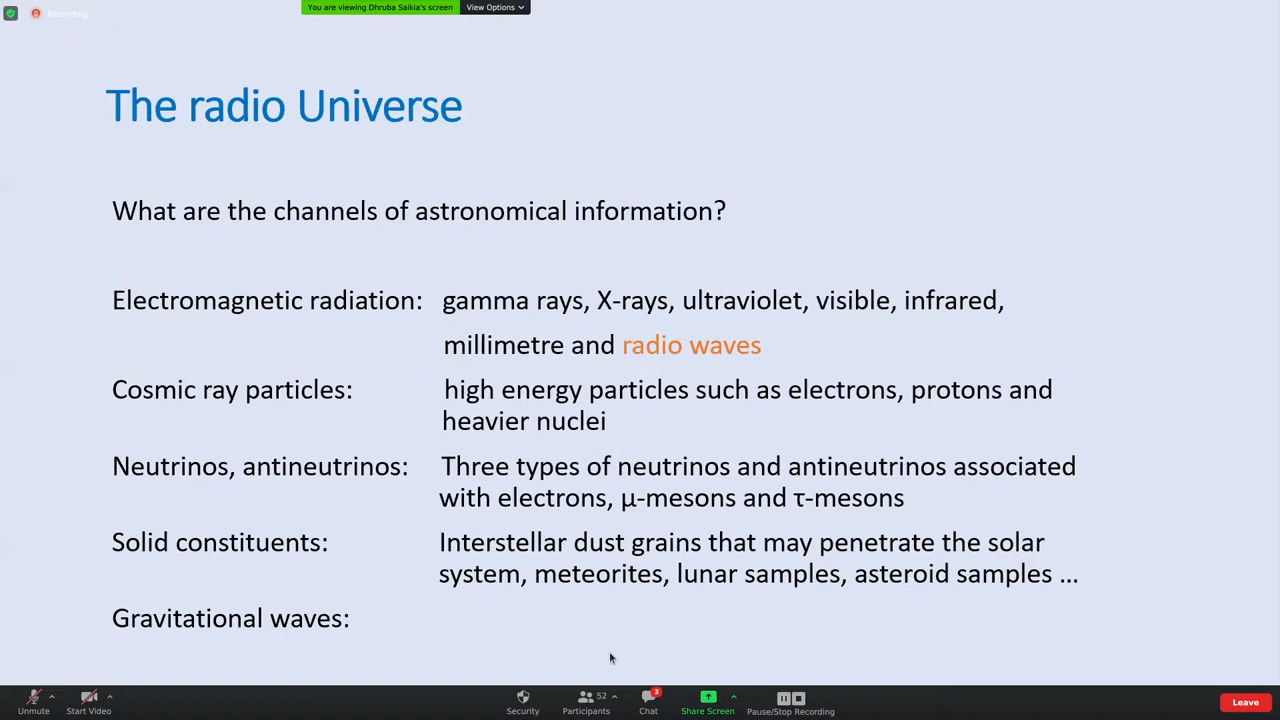 Recording
You are viewing Dhruba Saikia's screen View Options
The radio Universe
What are the channels of astronomical information?
Electromagnetic radiation: gamma rays, X-rays, ultraviolet, visible, infrared,
millimetre and radio waves
Cosmic ray particles: high energy particles such as electrons, protons and
heavier nuclei
Neutrinos, antineutrinos: Three types of neutrinos and antineutrinos associated
with electrons, μ-mesons and τ-mesons
Solid constituents: Interstellar dust grains that may penetrate the solar
system, meteorites, lunar samples, asteroid samples …
Gravitational waves:
52 3
Unmute Start Video Security Participants Chat Share Screen Pause/Stop Recording Leave